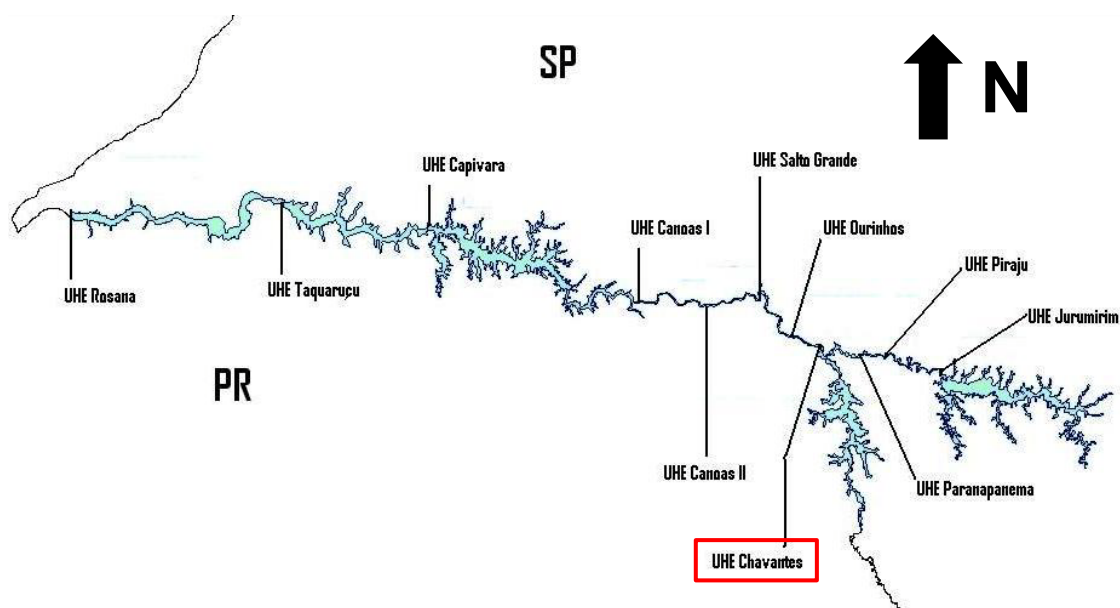 SP
N
UHE Capivara
UHE Salto Grande
UHE Canoas I
UHE Ourinhos
UHE Piraju
UHE Rosana
UHE Taquaruçu
UHE Jurumirim
PR
UHE Canoas II
UHE Paranapanema
UHE Chavantes